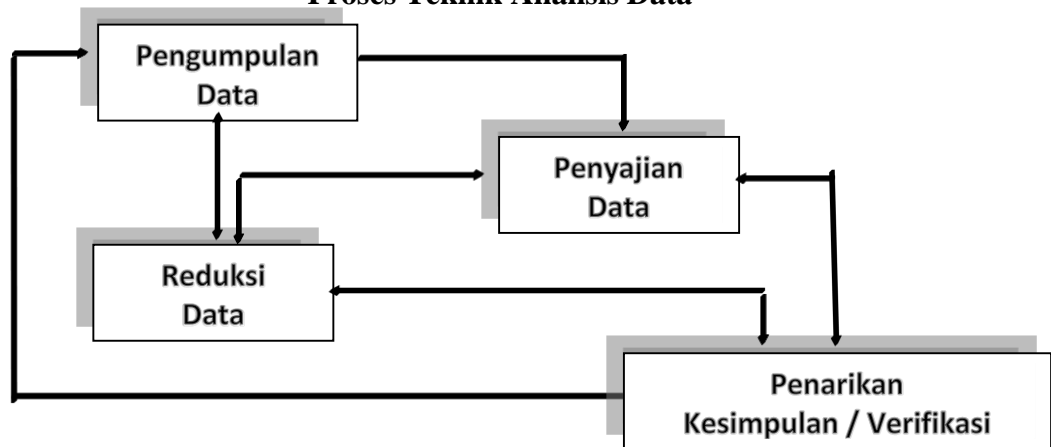 Proses Teknik Analisis Data
Pengumpulan
Data
Penyajian
Data
Reduksi
Data
Penarikan
Kesimpulan / Verifikasi